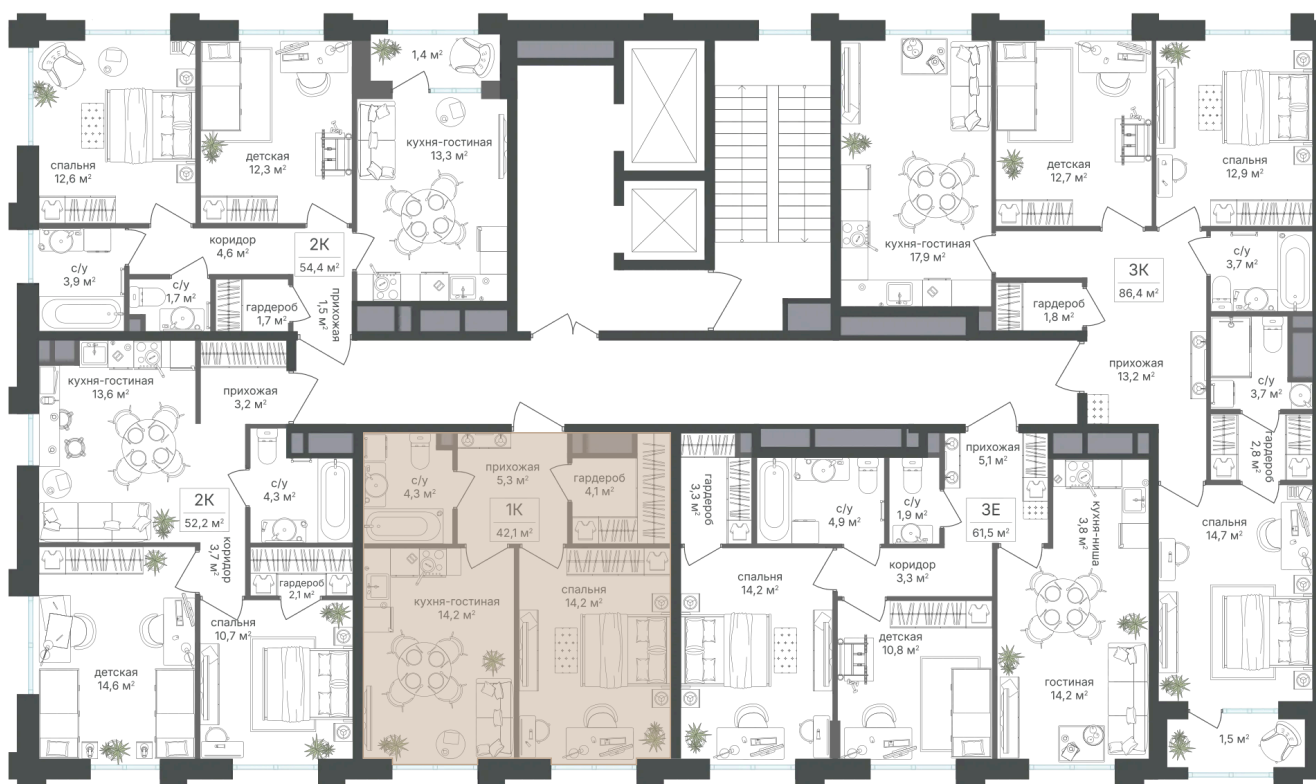 спальня
12,6 м²
детская
12,3 м²
1,4 м²
кухня-гостиная
13,3 м²
с/у
3,9 м²
коридор
4,6 м²
с/у
1,7 м²
гардероб
1,7 м²
2К
54,4 м²
прихожая
1,5 м²
кухня-гостиная
17,9 м²
детская
12,7 м²
спальня
12,9 м²
с/у
3,7 м²
3К
86,4 м²
гардероб
1,8 м²
прихожая
13,2 м²
с/у
3,7 м²
гардероб
2,8 м²
спальня
14,7 м²
1,5 м²
кухня-гостиная
13,6 м²
прихожая
3,2 м²
2К
52,2 м²
с/у
4,3 м²
коридор
3,7 м²
гардероб
2,1 м²
спальня
10,7 м²
детская
14,6 м²
с/у
4,3 м²
прихожая
5,3 м²
гардероб
4,1 м²
1К
42,1 м²
кухня-гостиная
14,2 м²
спальня
14,2 м²
гардероб
3,3 м²
с/у
4,9 м²
с/у
1,9 м²
прихожая
5,1 м²
3Е
61,5 м²
кухня-ниша
3,8 м²
коридор
3,3 м²
спальня
14,2 м²
детская
10,8 м²
гостиная
14,2 м²